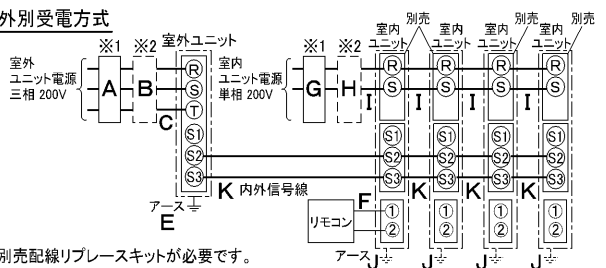 外別受電方式
※1 ※2 室外ユニット
室外
ユニット電源
三相 200V
A B C
R
S
T
S1
S2
S3
アース
E
K 内外信号線
※1 ※2
室内
ユニット電源
単相 200V
G H I I I I
室内
ユニット
別売
室内
ユニット
室内
ユニット
別売
室内
ユニット
別売
R R R R
S S S S
S1 S1 S1 S1
S2 S2 S2 S2
S3 S3 S3 S3
K K K
F
リモコン
① ① ① ①
② ② ② ②
アース J J J J
別売配線リプレースキットが必要です。